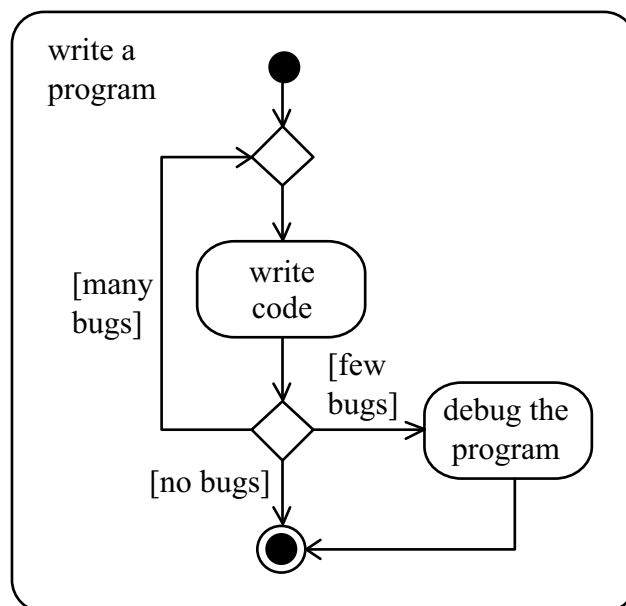 write a
program
write
code
[many
bugs]
[few
bugs]
debug the
program
[no bugs]